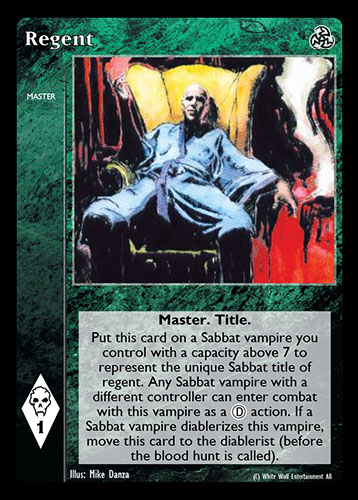 Regent
MASTER
Master. Title.
Put this card on a Sabbat vampire you
control with a capacity above 7 to
represent the unique Sabbat title of
regent. Any Sabbat vampire with a
different controller can enter combat
with this vampire as a Ⓓ action. If a
Sabbat vampire diablerizes this vampire,
move this card to the diablerist (before
the blood hunt is called).
1
Illus: Mike Danza
(C) White Wolf Entertainment AB